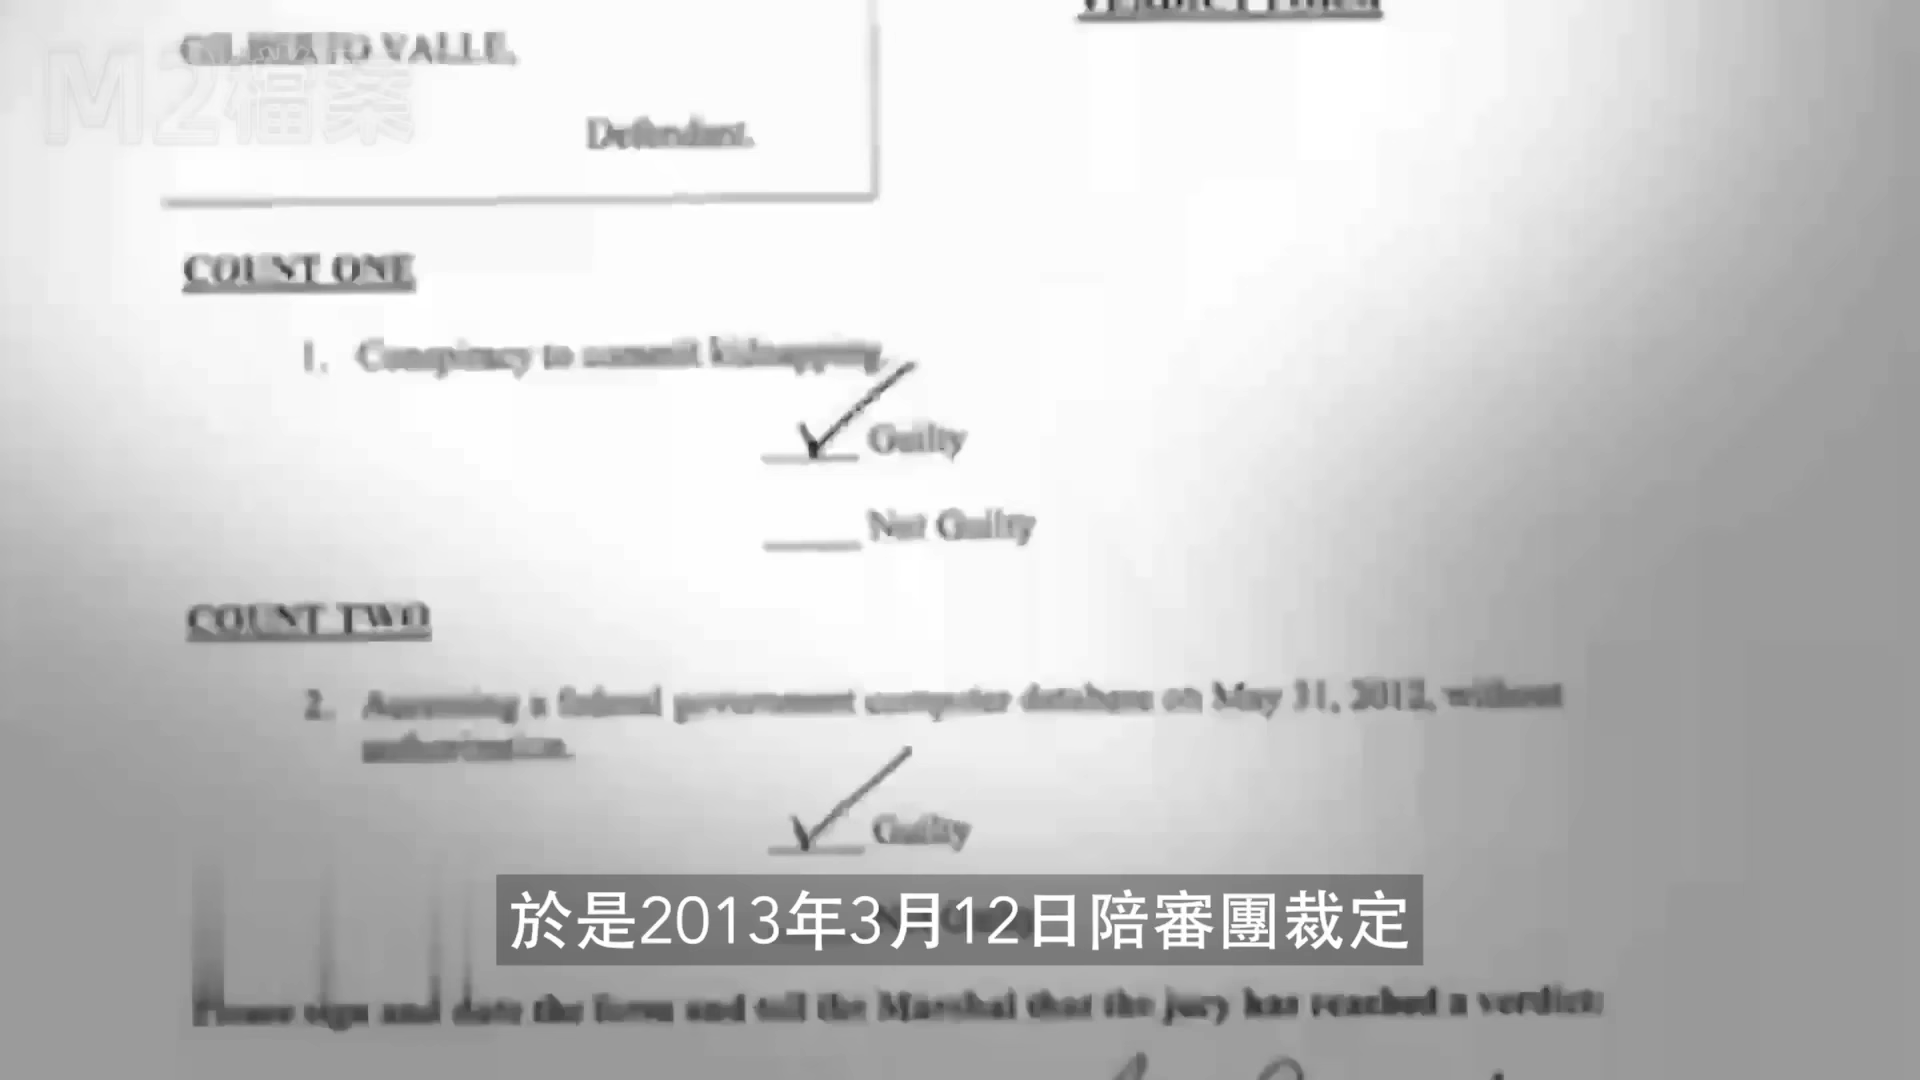 VERDICT FORM
GILBERTO VALLE,
M2檔案
Defendant.
COUNT ONE
1. Conspiracy to commit kidnapping.
Guilty
Not Guilty
COUNT TWO
2. Accessing a federal government computer database on May 31, 2012, without
authorization.
Guilty
於是2013年3月12日陪審團裁定
Please sign and date the form and tell the Marshal that the jury has reached a verdict: